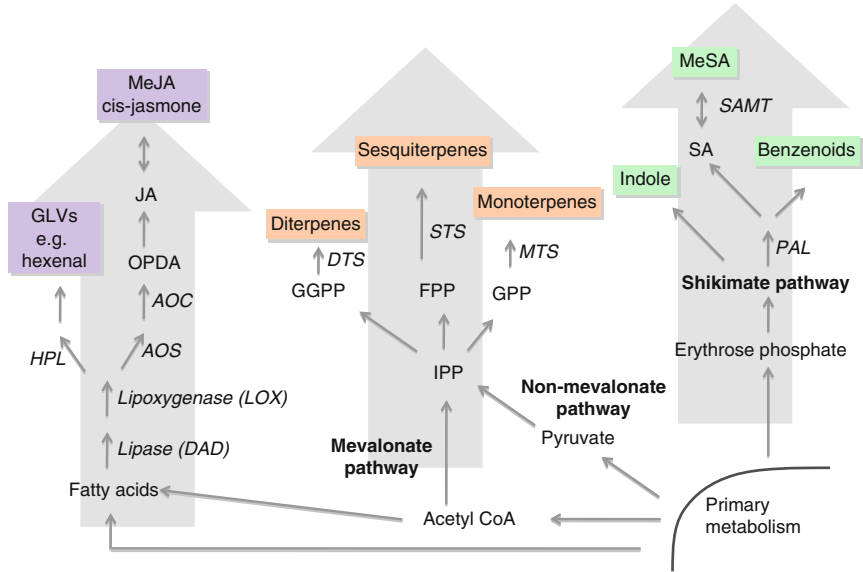 MeJA
cis-jasmone
JA
GLVs
e.g.
hexenal
OPDA
AOC
HPL
AOS
Lipoxygenase (LOX)
Lipase (DAD)
Fatty acids
Sesquiterpenes
Diterpenes
Monoterpenes
STS
DTS
MTS
GGPP
FPP
GPP
IPP
Non-mevalonate
pathway
Mevalonate
pathway
Pyruvate
Acetyl CoA
MeSA
SAMT
SA
Benzenoids
Indole
PAL
Shikimate pathway
Erythrose phosphate
Primary
metabolism